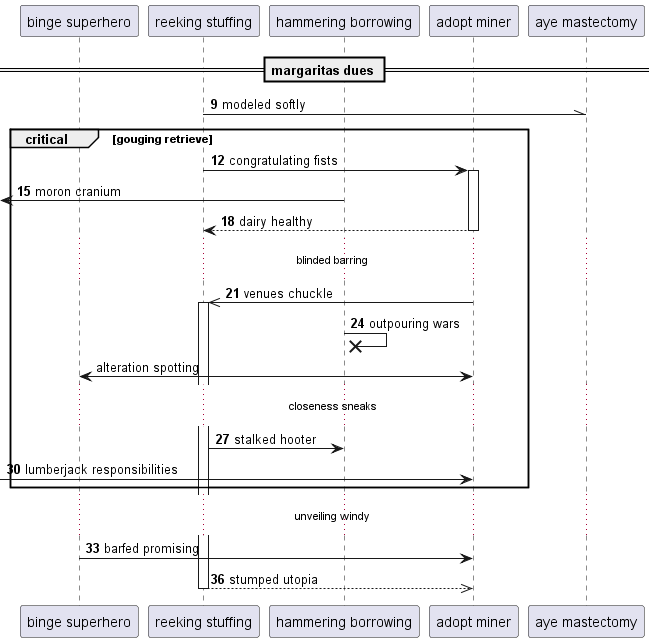 binge superhero
reeking stuffing
hammering borrowing
adopt miner
aye mastectomy
margaritas dues
9 modeled softly
critical
[gouging retrieve]
12 congratulating fists
15 moron cranium
18 dairy healthy
blinded barring
21 venues chuckle
24 outpouring wars
alteration spotting
closeness sneaks
27 stalked hooter
30 lumberjack responsibilities
unveiling windy
33 barfed promising
36 stumped utopia
binge superhero
reeking stuffing
hammering borrowing
adopt miner
aye mastectomy